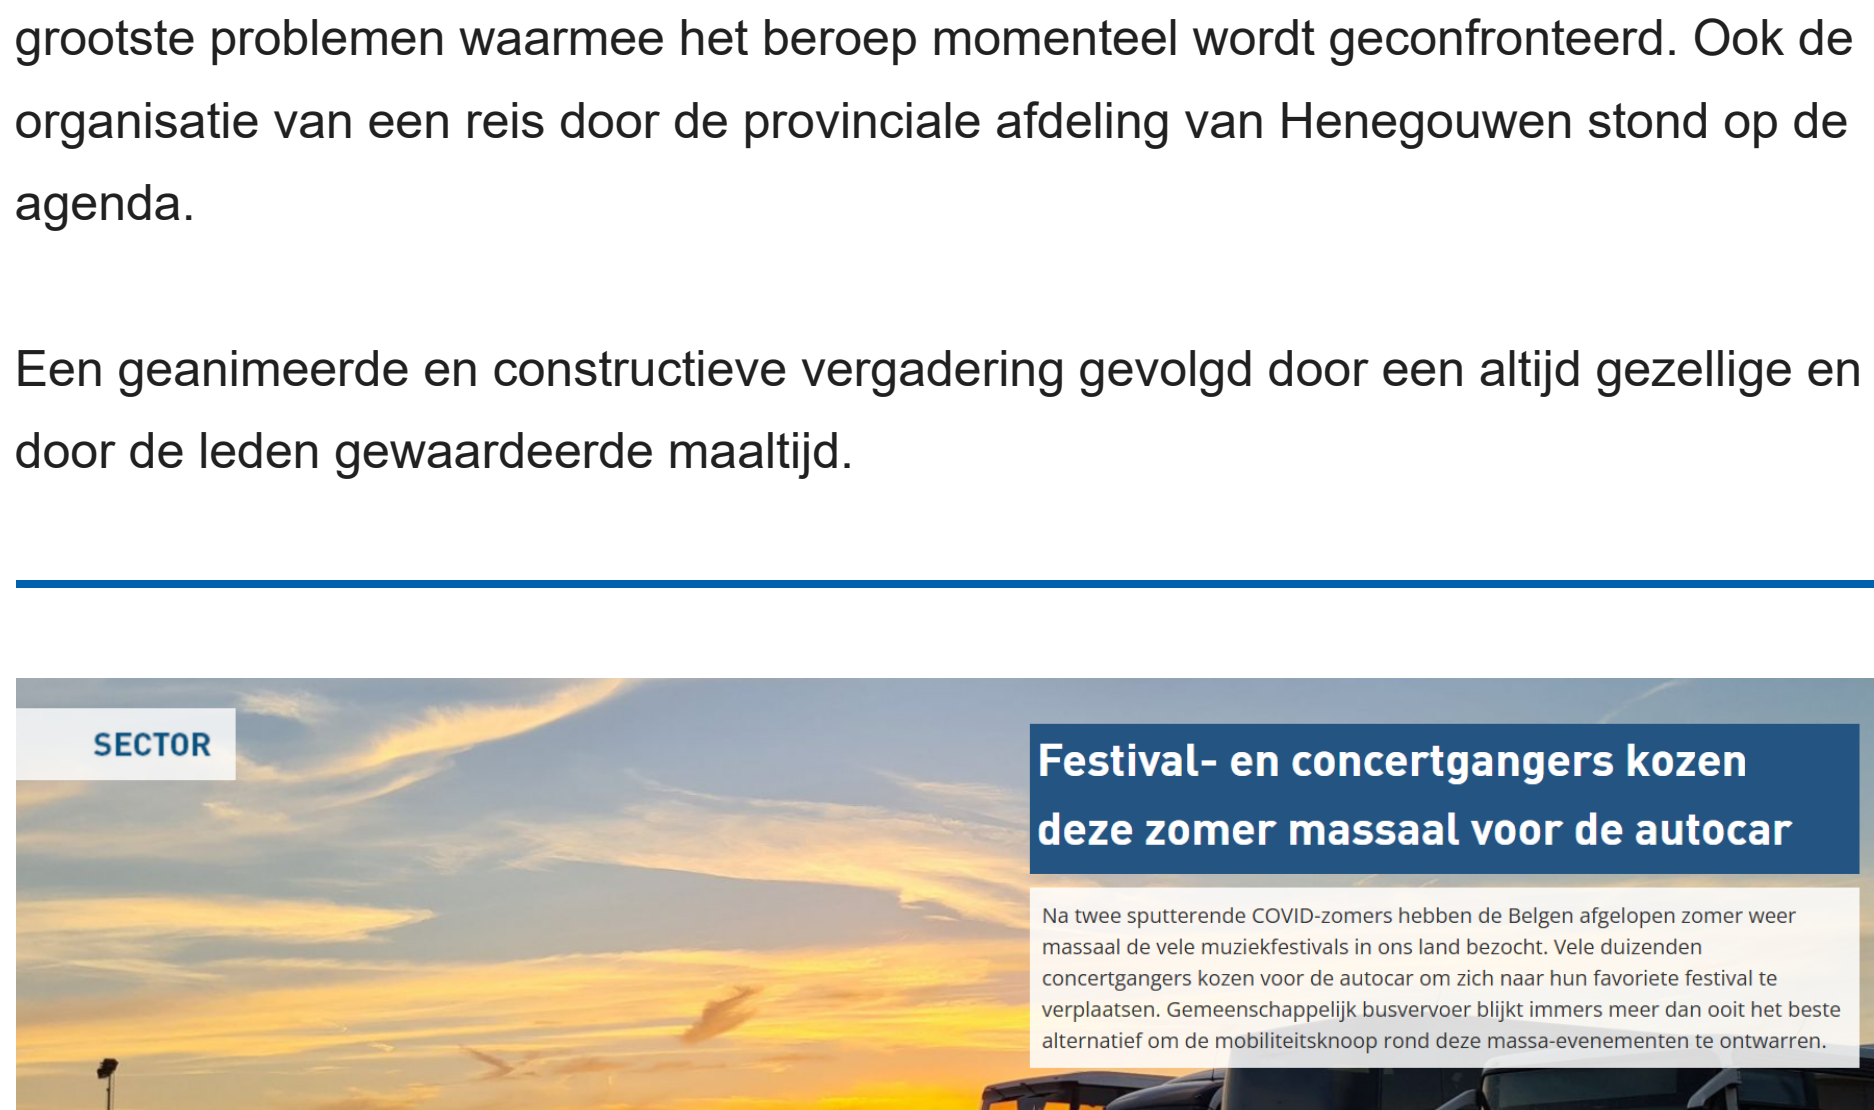 grootste problemen waarmee het beroep momenteel wordt geconfronteerd. Ook de
organisatie van een reis door de provinciale afdeling van Henegouwen stond op de
agenda.
Een geanimeerde en constructieve vergadering gevolgd door een altijd gezellige en
door de leden gewaardeerde maaltijd.
SECTOR
Festival- en concertgangers kozen
deze zomer massaal voor de autocar
Na twee sputterende COVID-zomers hebben de Belgen afgelopen zomer weer
massaal de vele muziekfestivals in ons land bezocht. Vele duizenden
concertgangers kozen voor de autocar om zich naar hun favoriete festival te
verplaatsen. Gemeenschappelijk busvervoer blijkt immers meer dan ooit het beste
alternatief om de mobiliteitsknoop rond deze massa-evenementen te ontwarren.